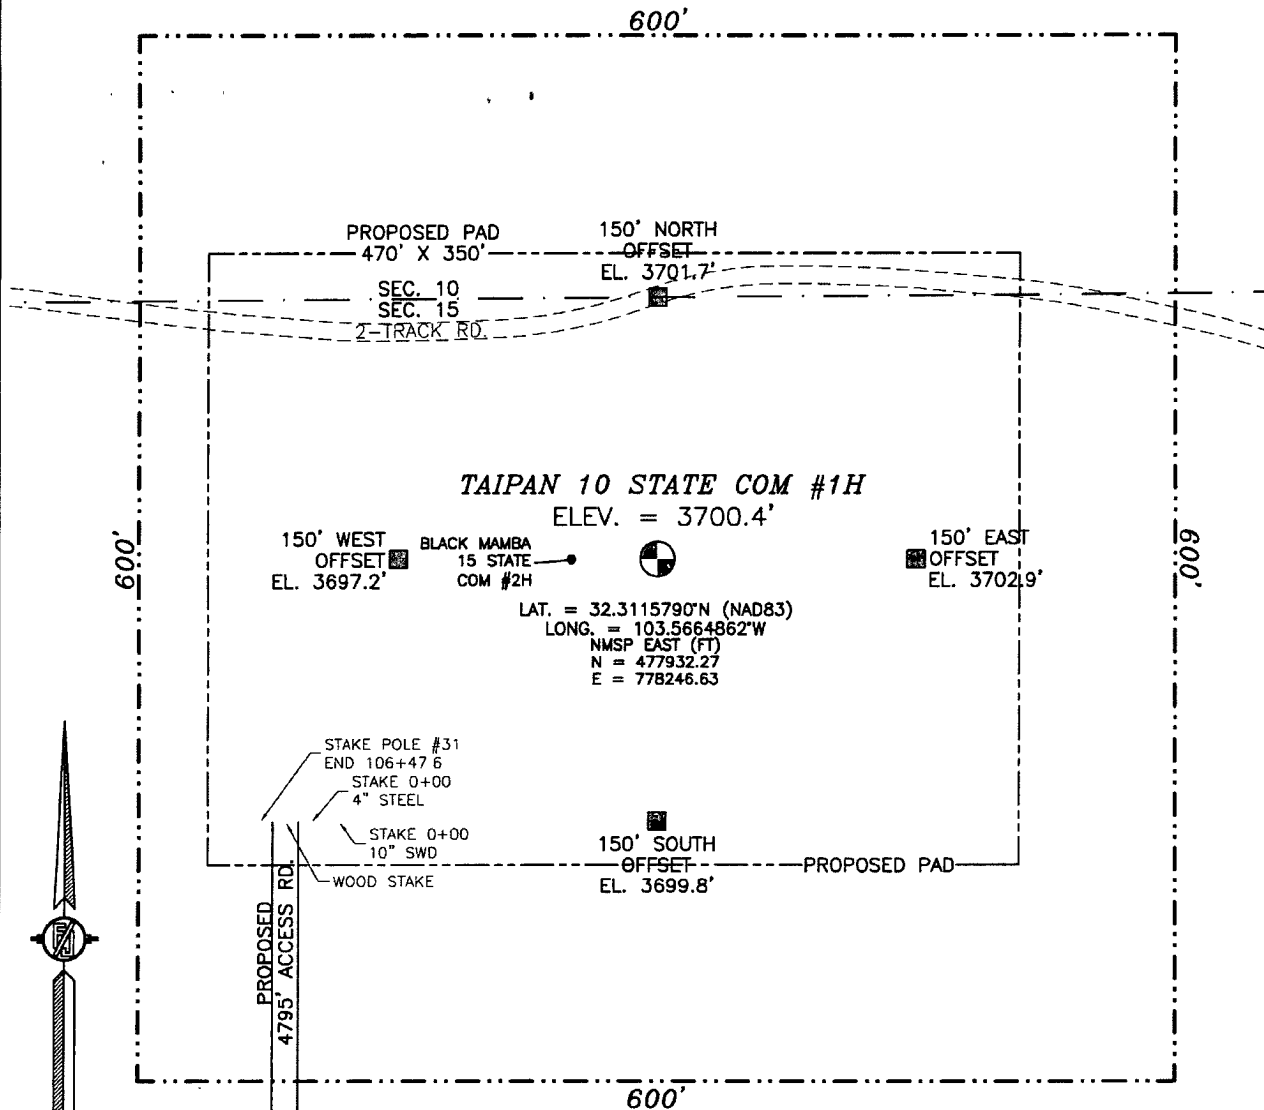 600'
PROPOSED PAD
470' X 350'
150' NORTH
OFFSET
EL. 3701.7'
SEC. 10
SEC. 15
2-TRACK RD.
TAIPAN 10 STATE COM #1H
ELEV. = 3700.4'
600'
150' WEST
OFFSET
EL. 3697.2'
BLACK MAMBA
15 STATE
COM #2H
150' EAST
OFFSET
EL. 3702.9'
600'
LAT. = 32.3115790°N (NAD83)
LONG. = 103.5664862°W
NMSP EAST (FT)
N = 477932.27
E = 778246.63
STAKE POLE #31
END 106+47 6
STAKE 0+00
4" STEEL
STAKE 0+00
10" SWD
WOOD STAKE
150' SOUTH
OFFSET
EL. 3699.8'
PROPOSED PAD
PROPOSED
4795' ACCESS RD.
600'